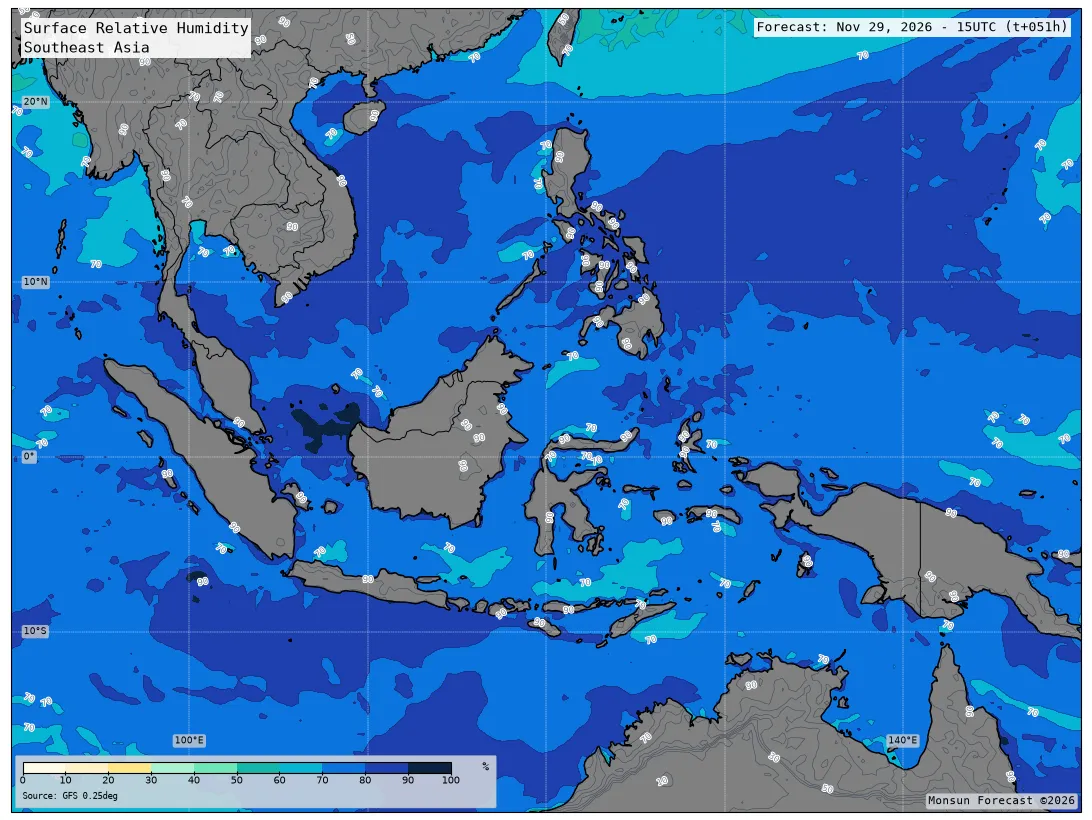 Surface Relative Humidity
Southeast Asia
Forecast: Nov 29, 2026 - 15UTC (t+051h)
20°N
10°N
0°
10°S
100°E
140°E
0 10 20 30 40 50 60 70 80 90 100
%
Source: GFS 0.25deg
Monsun Forecast ©2026